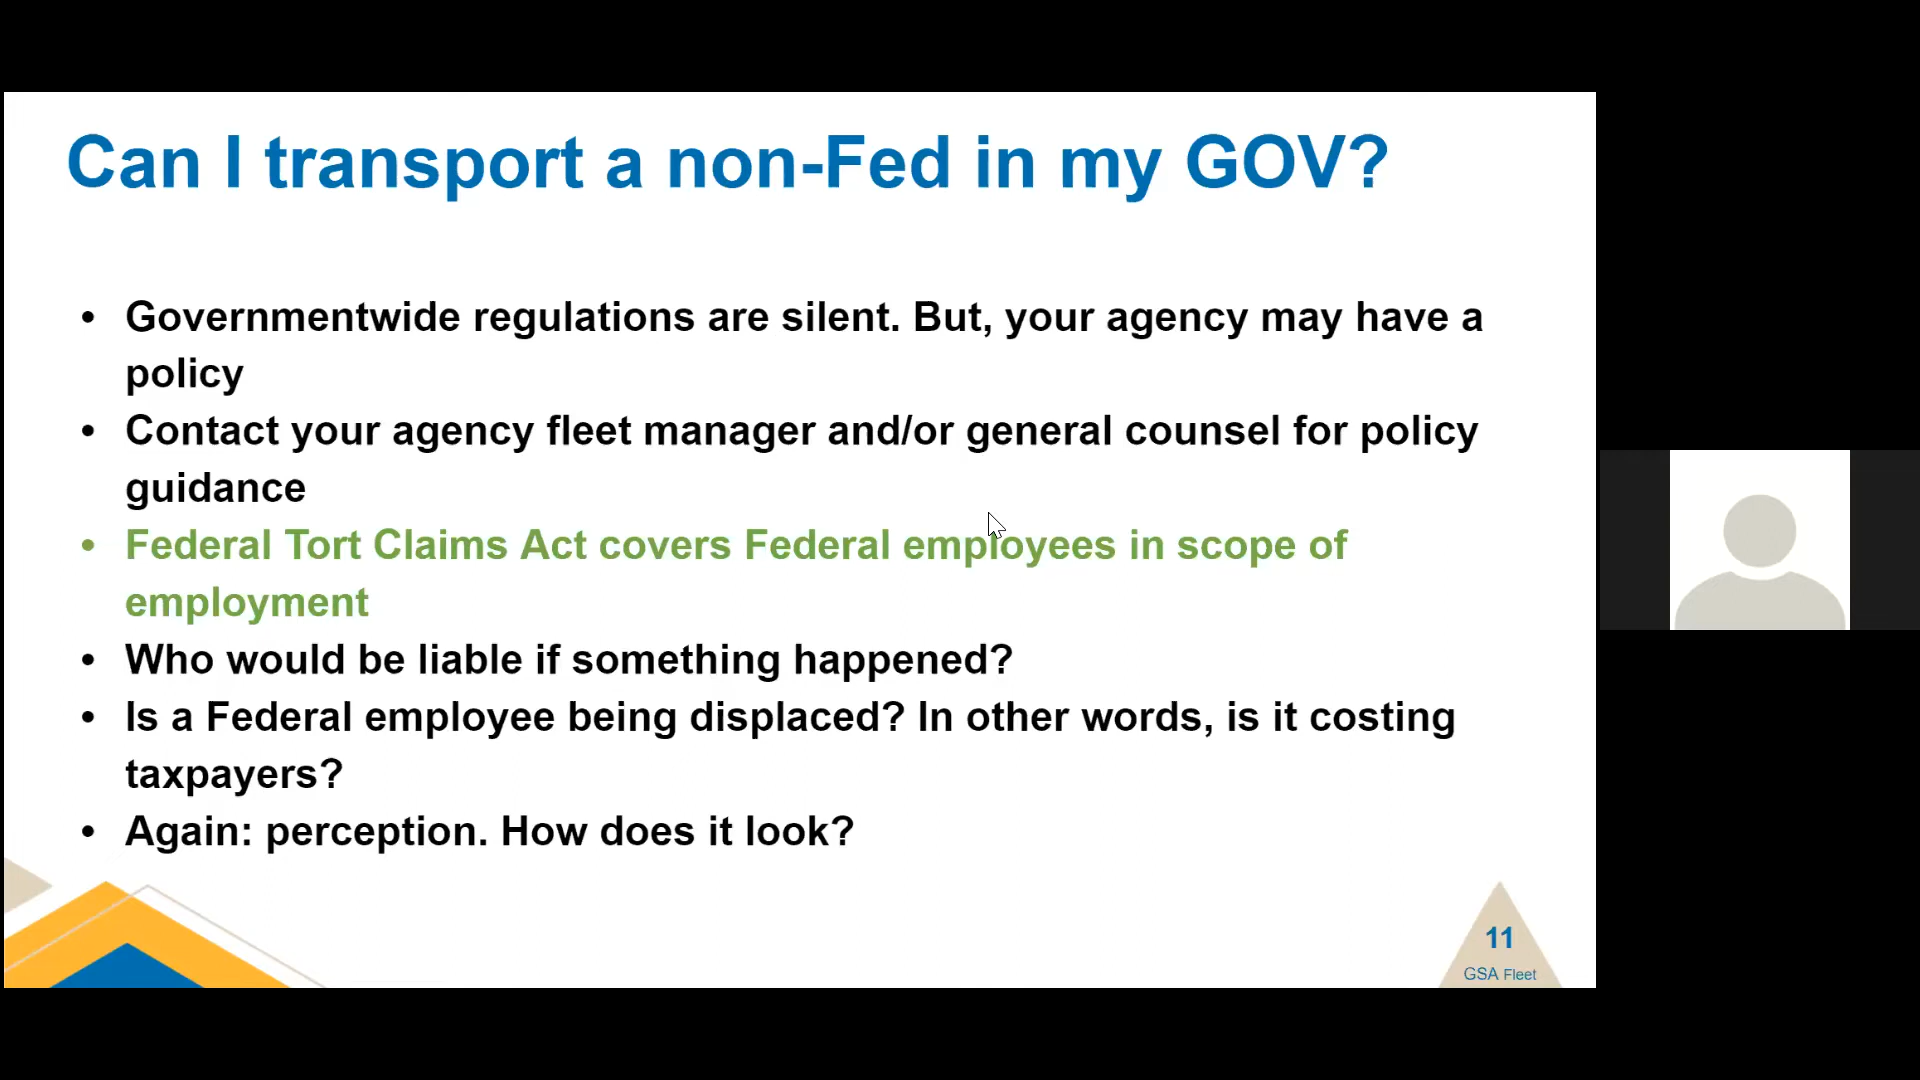 Can I transport a non-Fed in my GOV?
• Governmentwide regulations are silent. But, your agency may have a
policy
• Contact your agency fleet manager and/or general counsel for policy
guidance
• Federal Tort Claims Act covers Federal employees in scope of
employment
• Who would be liable if something happened?
• Is a Federal employee being displaced? In other words, is it costing
taxpayers?
• Again: perception. How does it look?
11
GSA Fleet